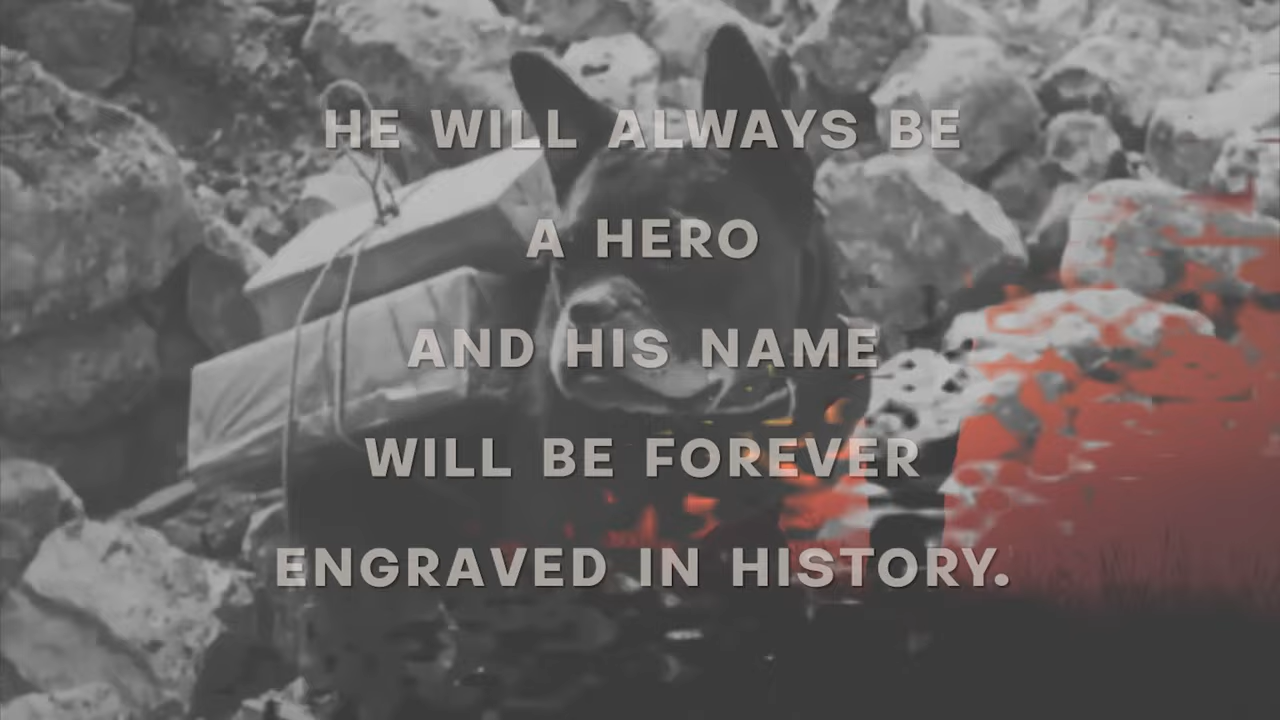 HE WILL ALWAYS BE
A HERO
AND HIS NAME
WILL BE FOREVER
ENGRAVED IN HISTORY.